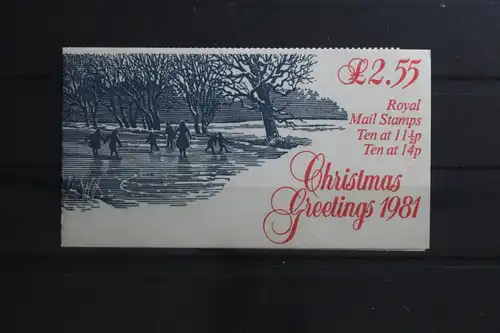 £2.55
Royal
Mail Stamps
Ten at 11½p
Ten at 14p
Christmas
Greetings 1981